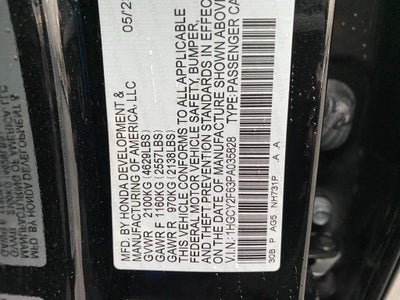 MFD. BY HONDA DEVELOPMENT &
MANUFACTURING OF AMERICA, LLC 05/2
GVWR 2100KG (4629LBS)
GAWR F 1160KG (2557LBS)
GAWR R 970KG (2138LBS)
THIS VEHICLE CONFORMS TO ALL APPLICABLE
FEDERAL MOTOR VEHICLE SAFETY, BUMPER,
AND THEFT PREVENTION STANDARDS IN EFFECT
ON THE DATE OF MANUFACTURE SHOWN ABOVE
V.I.N.: 1HGCY2F53PA035828 TYPE: PASSENGER CA
30B P AG5 NH731P A A